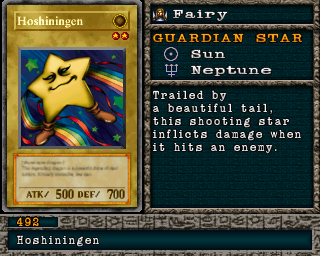 Hoshiningen
ATK/ 500 DEF/ 700
Fairy
GUARDIAN STAR
Sun
Neptune
Trailed by
a beautiful tail,
this shooting star
inflicts damage when
it hits an enemy.
492
Hoshiningen